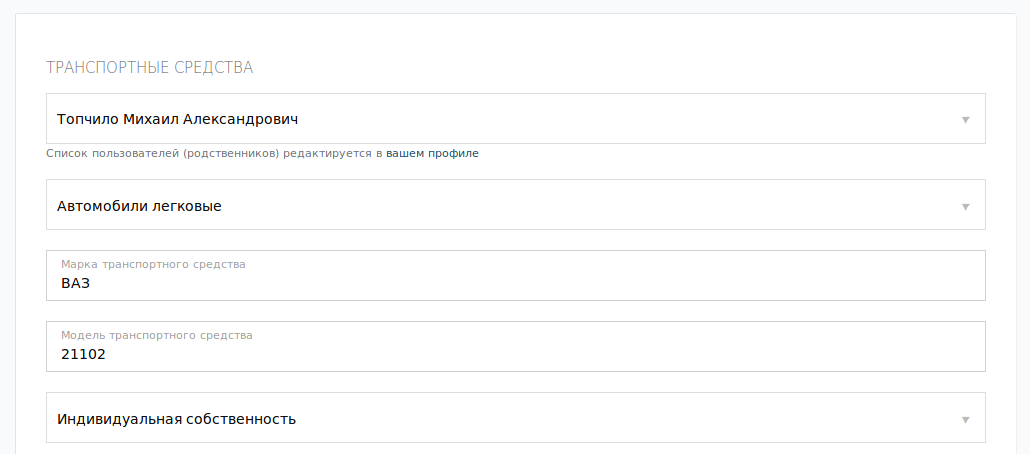 ТРАНСПОРТНЫЕ СРЕДСТВА
Топчило Михаил Александрович
Список пользователей (родственников) редактируется в вашем профиле
Автомобили легковые
Марка транспортного средства
ВАЗ
Модель транспортного средства
21102
Индивидуальная собственность